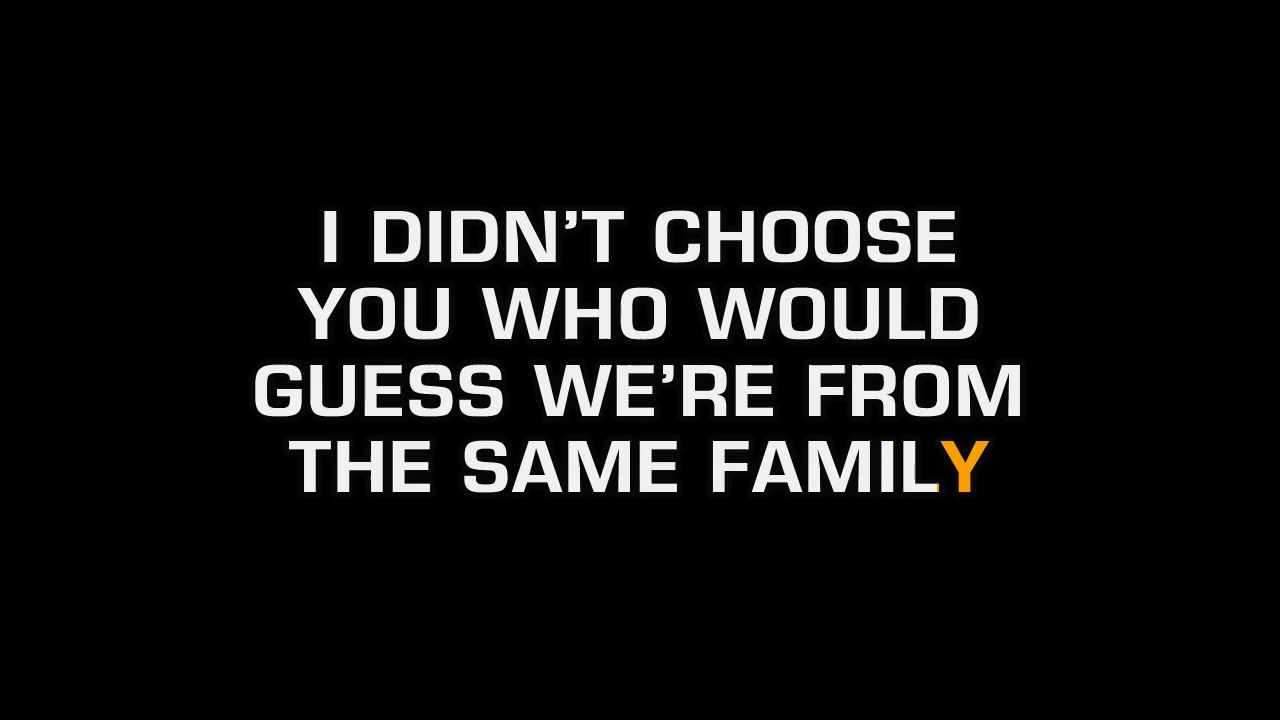 I DIDN’T CHOOSE
YOU WHO WOULD
GUESS WE’RE FROM
THE SAME FAMILY